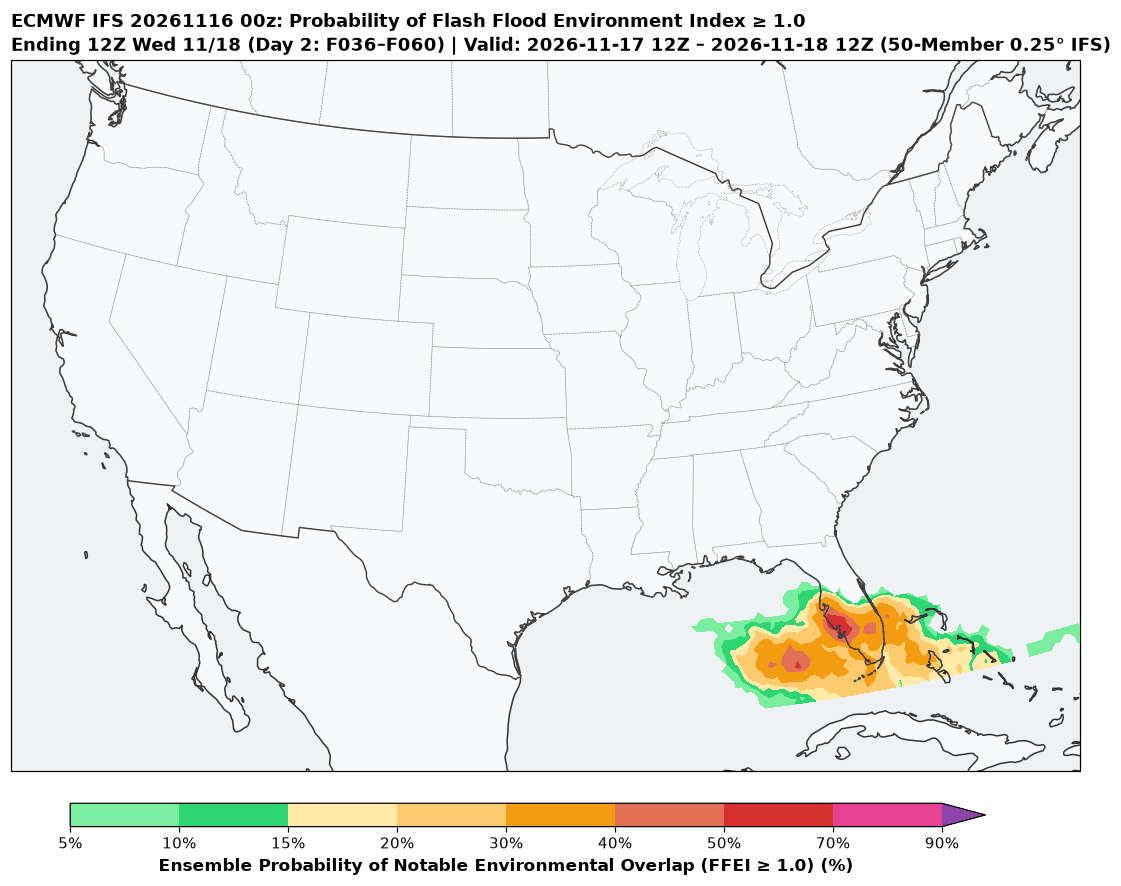 ECMWF IFS 20261116 00z: Probability of Flash Flood Environment Index ≥ 1.0
Ending 12Z Wed 11/18 (Day 2: F036–F060) | Valid: 2026-11-17 12Z – 2026-11-18 12Z (50-Member 0.25° IFS)
5% 10% 15% 20% 30% 40% 50% 70% 90%
Ensemble Probability of Notable Environmental Overlap (FFEI ≥ 1.0) (%)